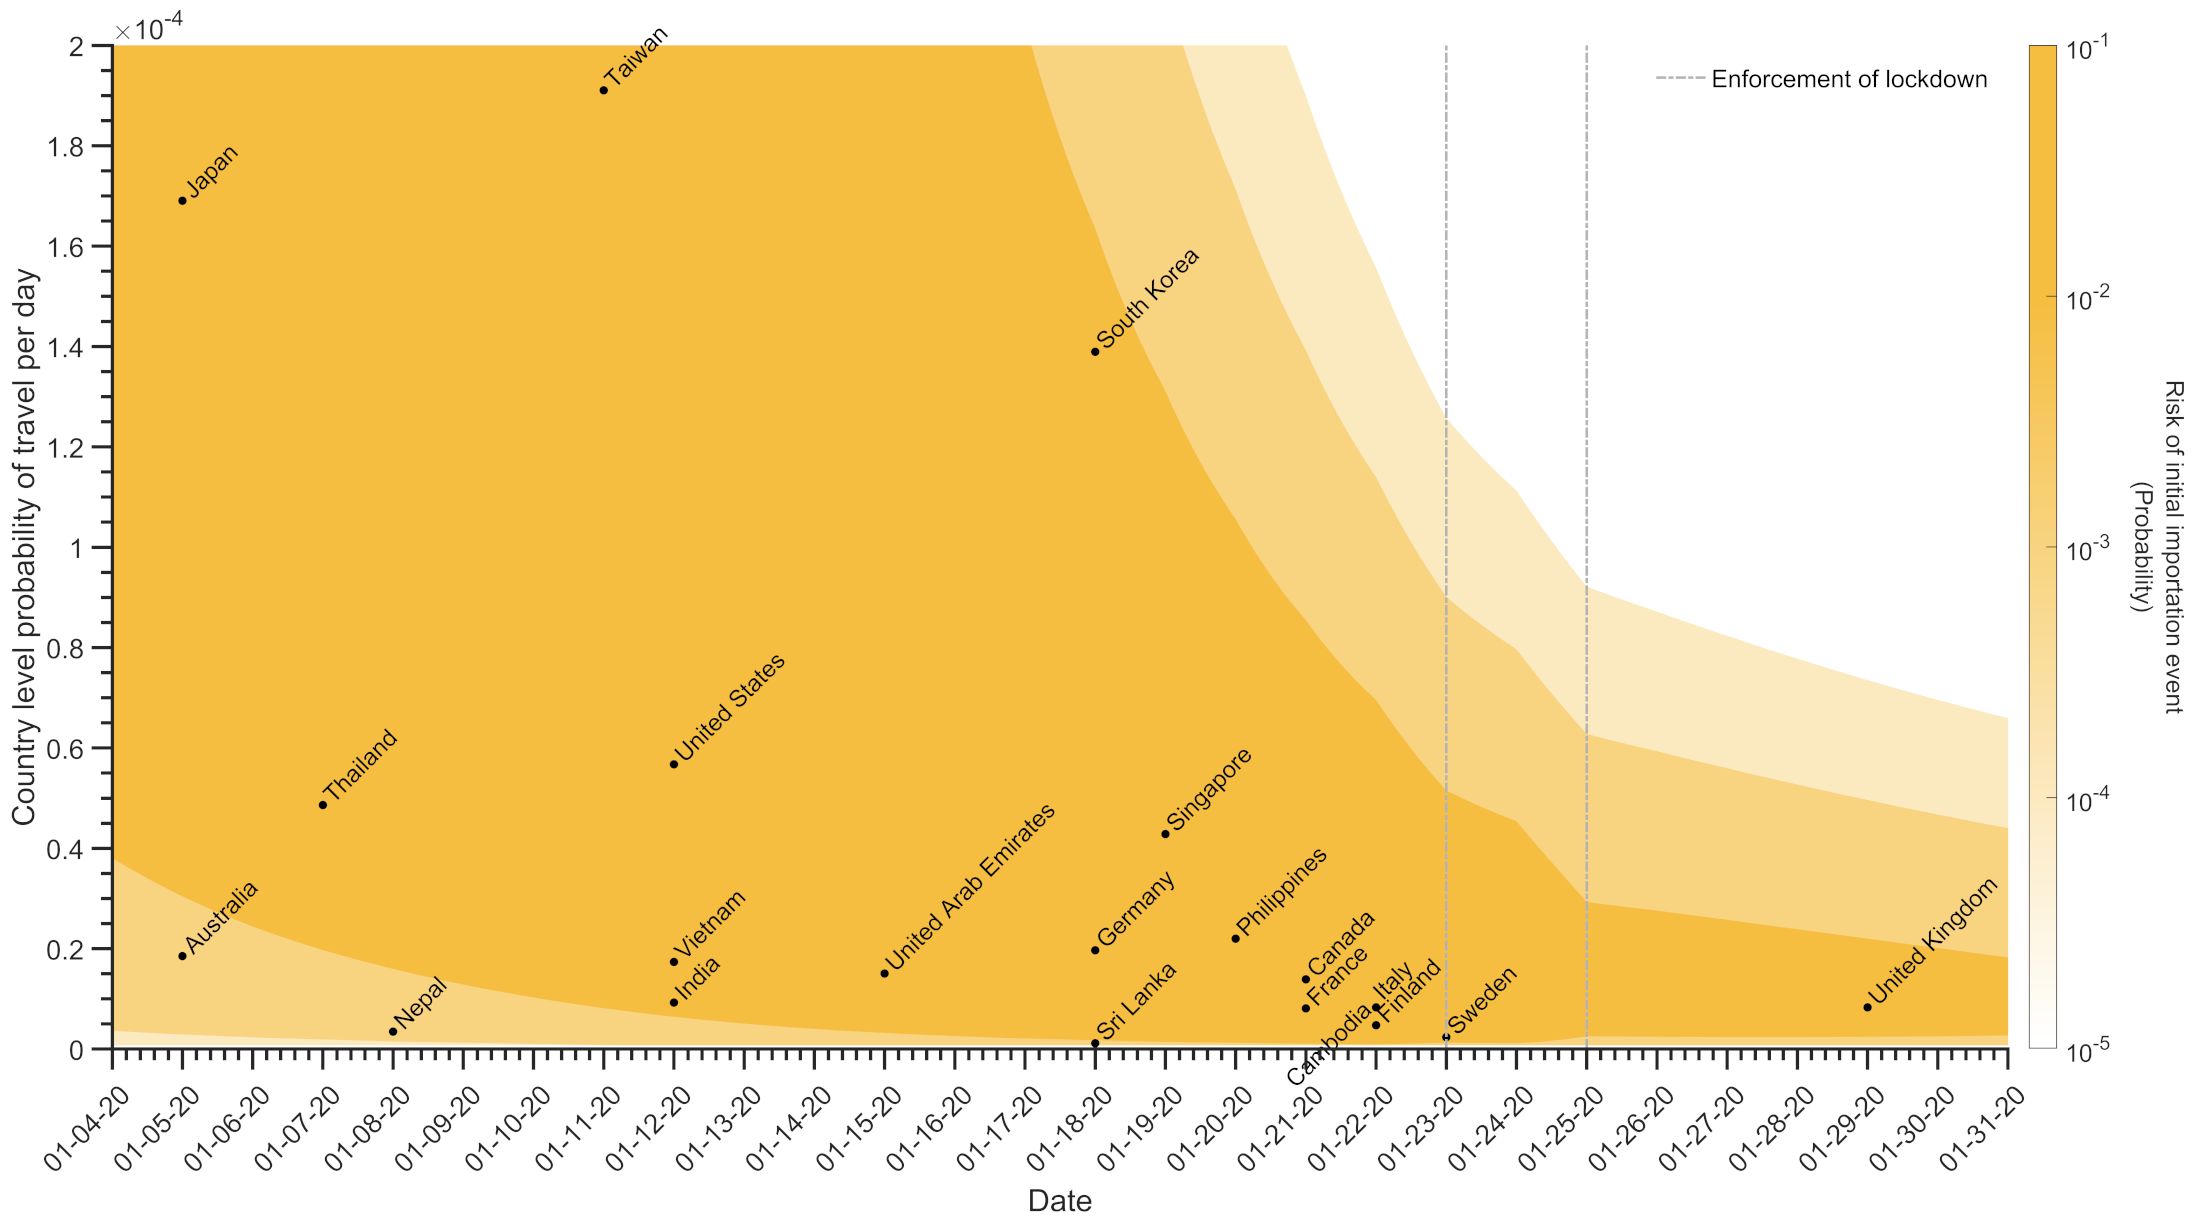 ×10-4
2
1.8
1.6
1.4
1.2
1
0.8
0.6
0.4
0.2
0
Country level probability of travel per day
Taiwan
Japan
South Korea
United States
Thailand
Singapore
United Arab Emirates
Philippines
Germany
Australia
Vietnam
India
Canada
France
Italy
Finland
Cambodia
Sweden
United Kingdom
Nepal
Sri Lanka
Enforcement of lockdown
01-04-20
01-05-20
01-06-20
01-07-20
01-08-20
01-09-20
01-10-20
01-11-20
01-12-20
01-13-20
01-14-20
01-15-20
01-16-20
01-17-20
01-18-20
01-19-20
01-20-20
01-21-20
01-22-20
01-23-20
01-24-20
01-25-20
01-26-20
01-27-20
01-28-20
01-29-20
01-30-20
01-31-20
Date
10-1
10-2
10-3
10-4
10-5
Risk of initial importation event
(Probability)